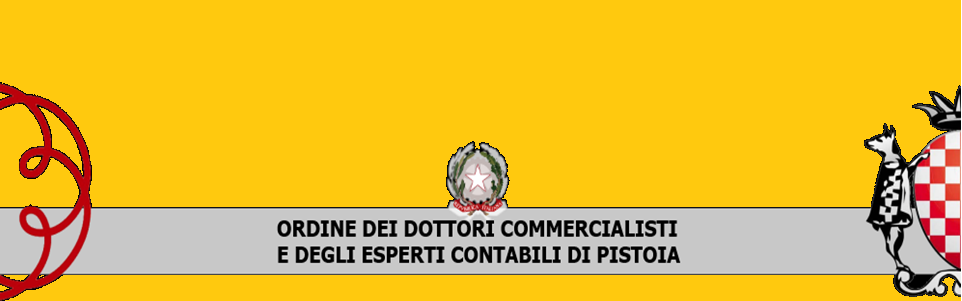 ORDINE DEI DOTTORI COMMERCIALISTI
E DEGLI ESPERTI CONTABILI DI PISTOIA